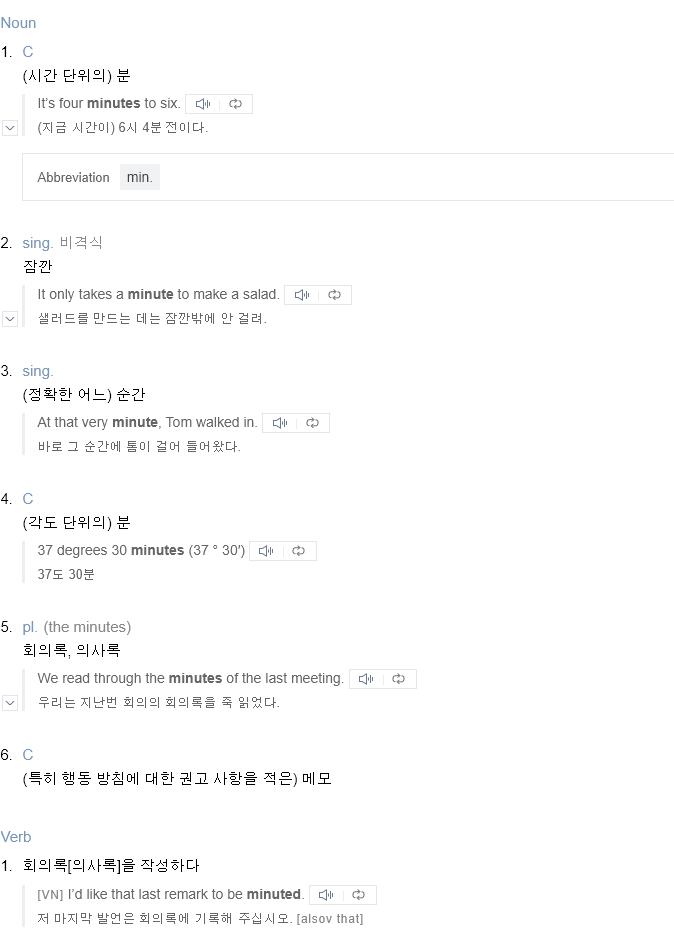 Noun
1. C
(시간 단위의) 분
It's four minutes to six.
(지금 시간이) 6시 4분 전이다.
Abbreviation min.
2. sing. 비격식
잠깐
It only takes a minute to make a salad.
샐러드를 만드는 데는 잠깐밖에 안 걸려.
3. sing.
(정확한 어느) 순간
At that very minute, Tom walked in.
바로 그 순간에 톰이 걸어 들어왔다.
4. C
(각도 단위의) 분
37 degrees 30 minutes (37 ° 30′)
37도 30분
5. pl. (the minutes)
회의록, 의사록
We read through the minutes of the last meeting.
우리는 지난번 회의의 회의록을 죽 읽었다.
6. C
(특히 행동 방침에 대한 권고 사항을 적은) 메모
Verb
1. 회의록[의사록]을 작성하다
[VN] I'd like that last remark to be minuted.
저 마지막 발언은 회의록에 기록해 주십시오. [alsov that]